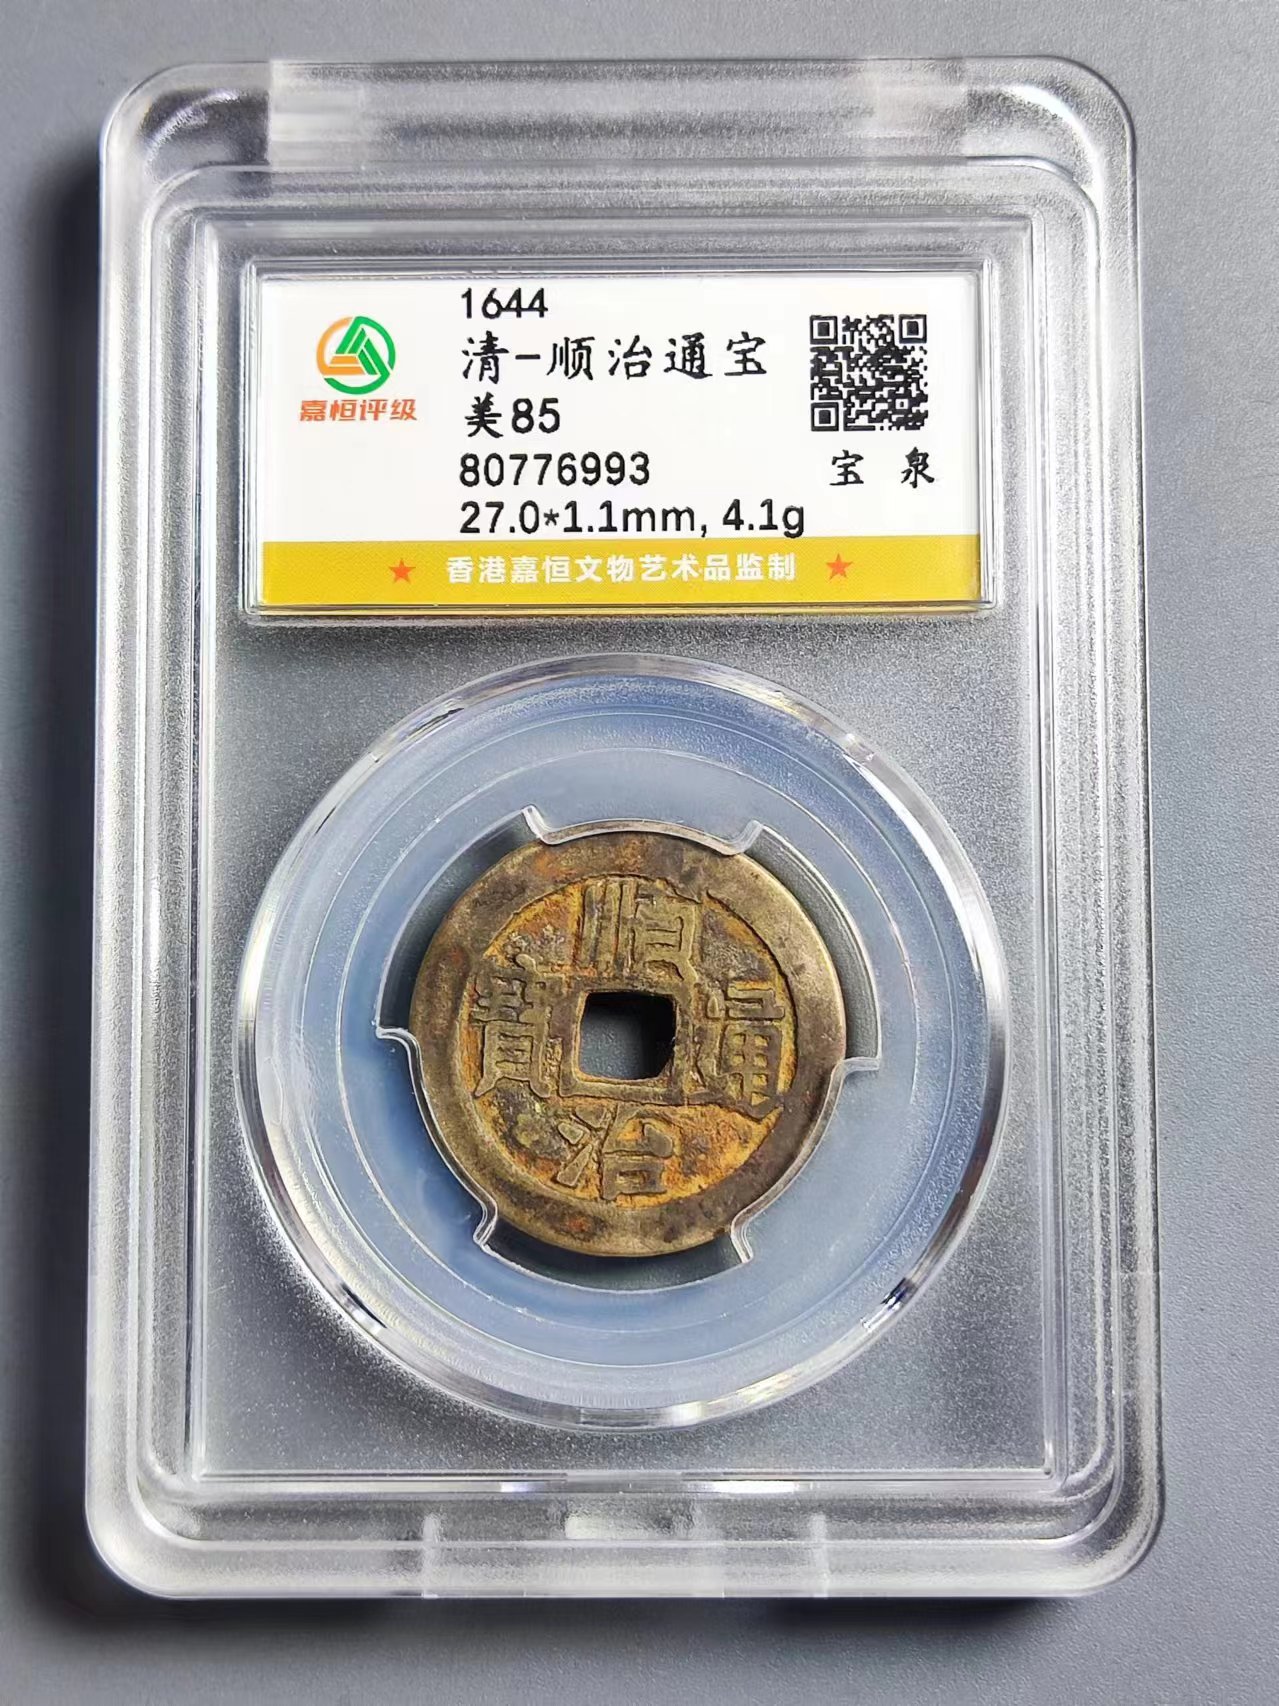 1644
清-顺治通宝
美85
80776993
27.0*1.1mm, 4.1g
嘉恒评级
宝 泉
★ 香港嘉恒文物艺术品监制 ★
順
寶 通
治